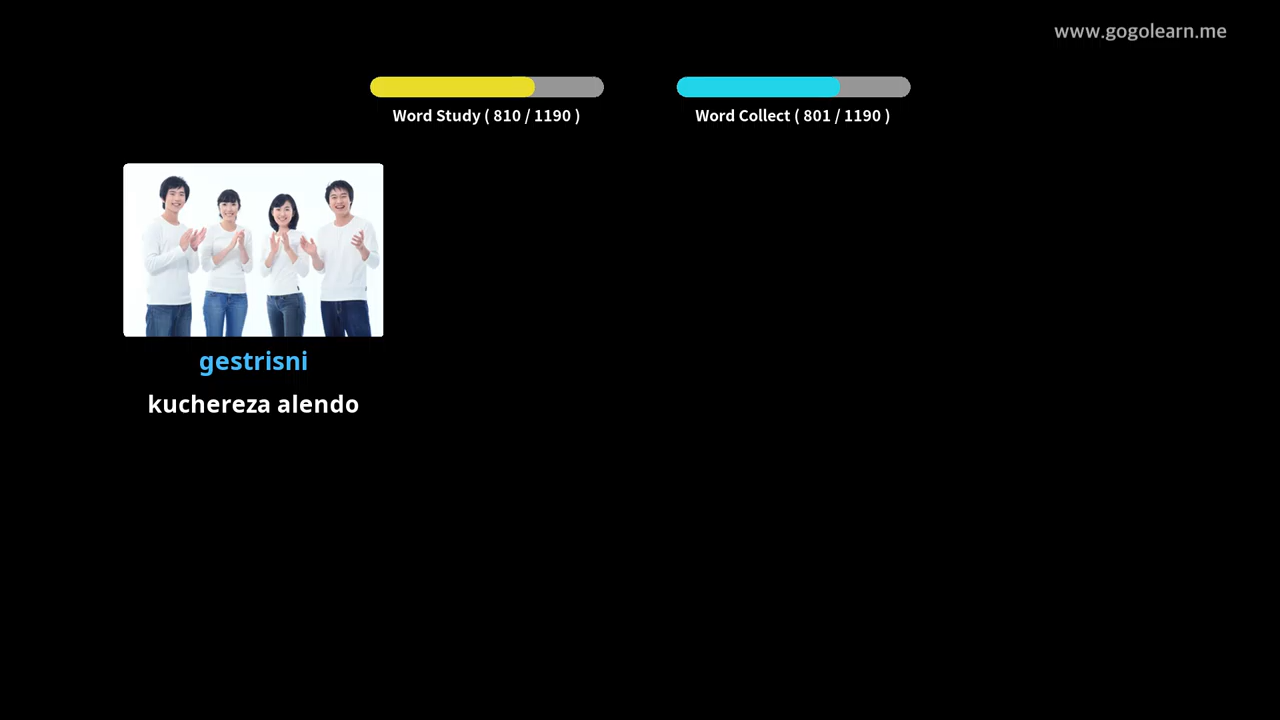 www.gogolearn.me
Word Study ( 810 / 1190 )
Word Collect ( 801 / 1190 )
gestrisni
kuchereza alendo